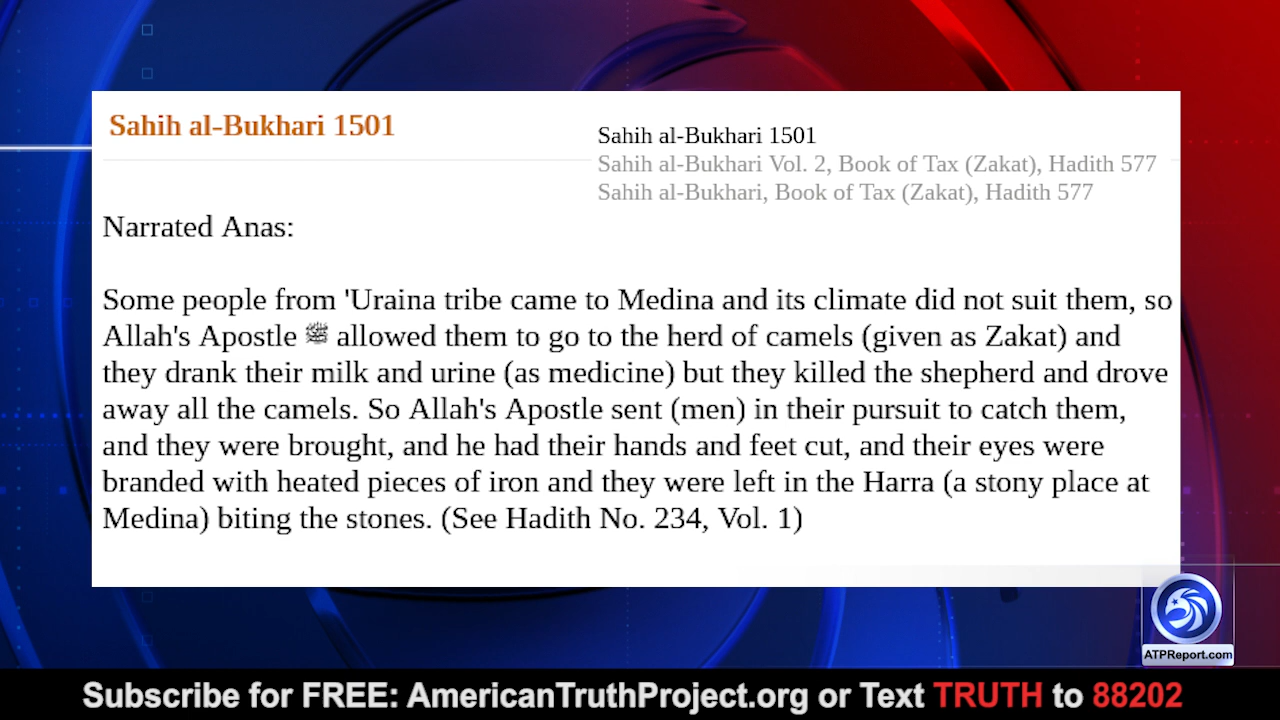 Sahih al-Bukhari 1501
Sahih al-Bukhari 1501
Sahih al-Bukhari Vol. 2, Book of Tax (Zakat), Hadith 577
Sahih al-Bukhari, Book of Tax (Zakat), Hadith 577
Narrated Anas:
Some people from 'Uraina tribe came to Medina and its climate did not suit them, so
Allah's Apostle ﷺ allowed them to go to the herd of camels (given as Zakat) and
they drank their milk and urine (as medicine) but they killed the shepherd and drove
away all the camels. So Allah's Apostle sent (men) in their pursuit to catch them,
and they were brought, and he had their hands and feet cut, and their eyes were
branded with heated pieces of iron and they were left in the Harra (a stony place at
Medina) biting the stones. (See Hadith No. 234, Vol. 1)
ATPReport.com
Subscribe for FREE: AmericanTruthProject.org or Text TRUTH to 88202